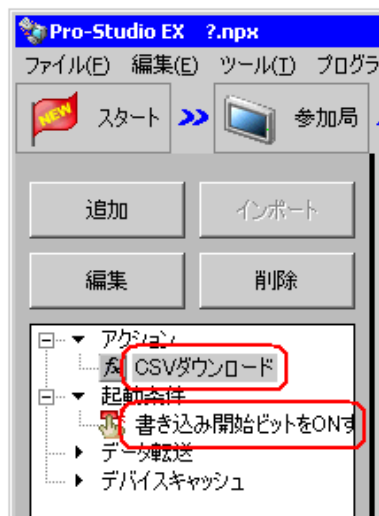 Pro-Studio EX ?.npx
ファイル(F) 編集(E) ツール(T) プログラ
NEW スタート >> 参加局
追加 インポート
編集 削除
アクション
fx CSVダウンロード
起動条件
書き込み開始ビットをONす
データ転送
デバイスキャッシュ